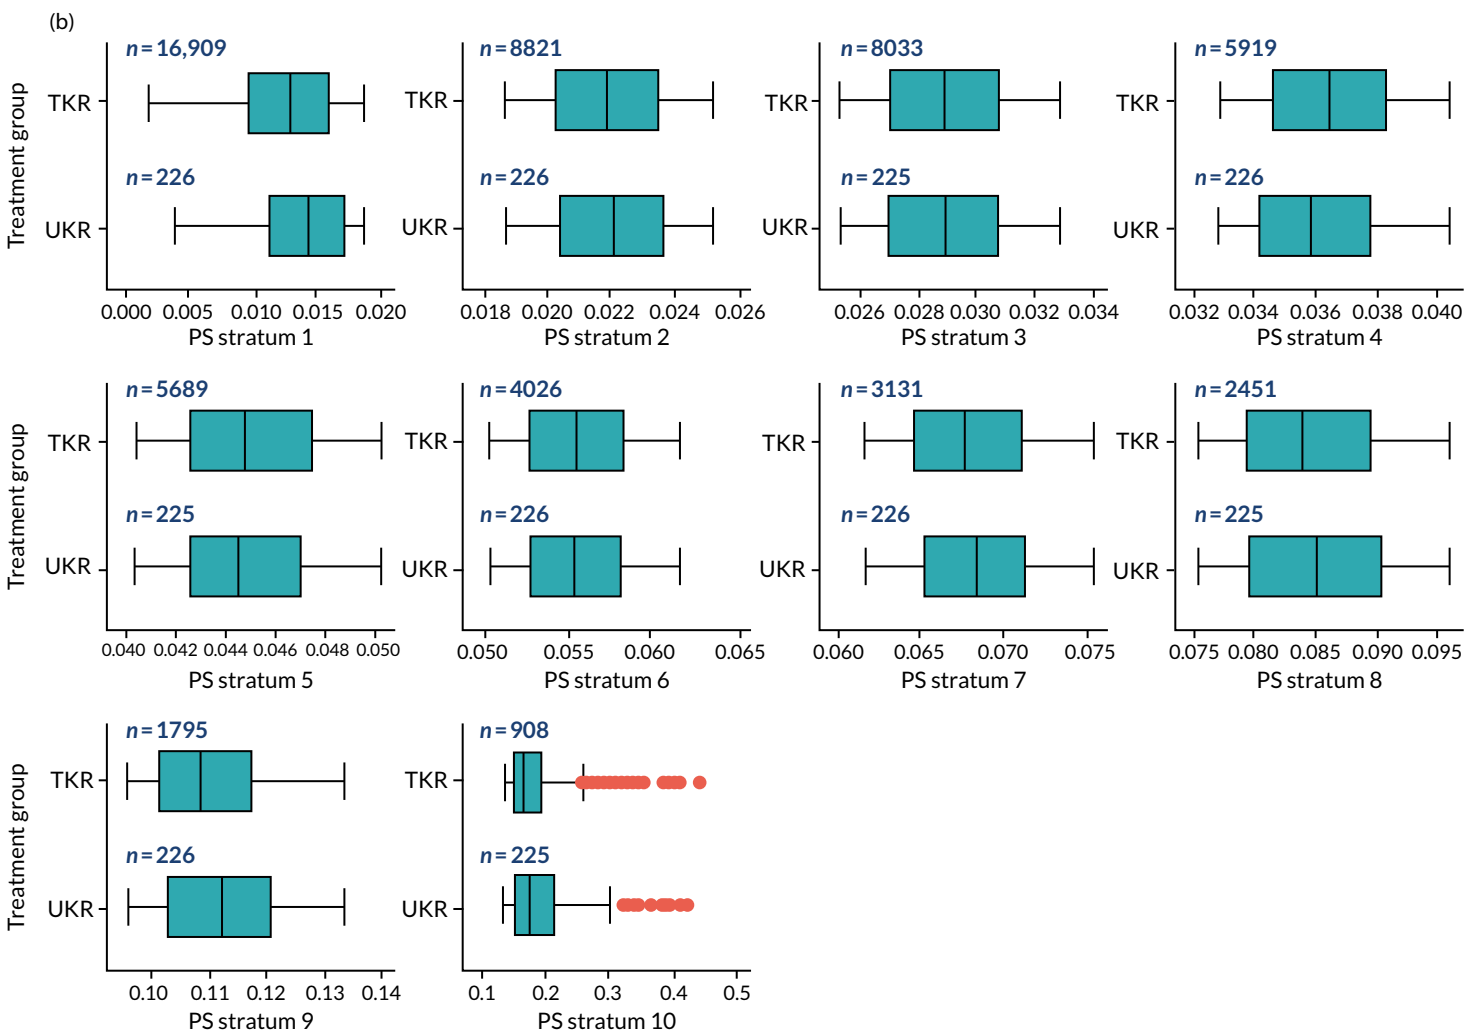 (b)
Treatment group
n=16,909
TKR
n=226
UKR
0.000 0.005 0.010 0.015 0.020
PS stratum 1
n=8821
TKR
n=226
UKR
0.018 0.020 0.022 0.024 0.026
PS stratum 2
n=8033
TKR
n=225
UKR
0.026 0.028 0.030 0.032 0.034
PS stratum 3
n=5919
TKR
n=226
UKR
0.032 0.034 0.036 0.038 0.040
PS stratum 4
Treatment group
n=5689
TKR
n=225
UKR
0.040 0.042 0.044 0.046 0.048 0.050
PS stratum 5
n=4026
TKR
n=226
UKR
0.050 0.055 0.060 0.065
PS stratum 6
n=3131
TKR
n=226
UKR
0.060 0.065 0.070 0.075
PS stratum 7
n=2451
TKR
n=225
UKR
0.075 0.080 0.085 0.090 0.095
PS stratum 8
Treatment group
n=1795
TKR
n=226
UKR
0.10 0.11 0.12 0.13 0.14
PS stratum 9
n=908
TKR
n=225
UKR
0.1 0.2 0.3 0.4 0.5
PS stratum 10